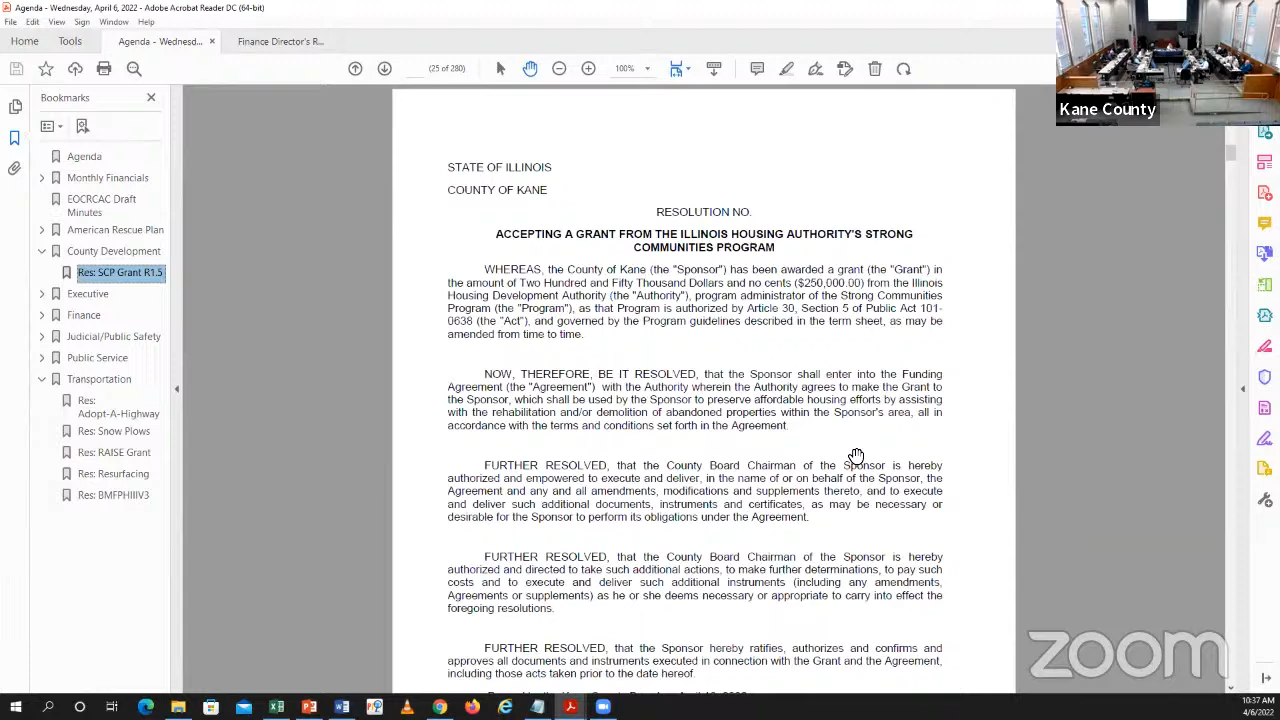 Agenda - Wednesday, April 6, 2022 - Adobe Acrobat Reader DC (64-bit)
File Edit View Sign Window Help
Home Tools Agenda - Wednesd... × Finance Director's R...
(25 of 280) 100%
Bookmarks
Agenda
Monthly Financials
EOCRCAC Draft
Minutes
American Rescue Plan
County Development
Res: SCP Grant R1.5
Executive
Finance
Judicial/Public Safety
Public Service
Transportation
Res:
Adopt-A-Highway
Res: Snow Plows
Res: RAISE Grant
Res: Resurfacing
Res: BMFPHIIIV3
STATE OF ILLINOIS
COUNTY OF KANE
RESOLUTION NO.
ACCEPTING A GRANT FROM THE ILLINOIS HOUSING AUTHORITY'S STRONG
COMMUNITIES PROGRAM
WHEREAS, the County of Kane (the "Sponsor") has been awarded a grant (the "Grant") in
the amount of Two Hundred and Fifty Thousand Dollars and no cents ($250,000.00) from the Illinois
Housing Development Authority (the "Authority"), program administrator of the Strong Communities
Program (the "Program"), as that Program is authorized by Article 30, Section 5 of Public Act 101-
0638 (the "Act"), and governed by the Program guidelines described in the term sheet, as may be
amended from time to time.
NOW, THEREFORE, BE IT RESOLVED, that the Sponsor shall enter into the Funding
Agreement (the "Agreement") with the Authority wherein the Authority agrees to make the Grant to
the Sponsor, which shall be used by the Sponsor to preserve affordable housing efforts by assisting
with the rehabilitation and/or demolition of abandoned properties within the Sponsor's area, all in
accordance with the terms and conditions set forth in the Agreement.
FURTHER RESOLVED, that the County Board Chairman of the Sponsor is hereby
authorized and empowered to execute and deliver, in the name of or on behalf of the Sponsor, the
Agreement and any and all amendments, modifications and supplements thereto, and to execute
and deliver such additional documents, instruments and certificates, as may be necessary or
desirable for the Sponsor to perform its obligations under the Agreement.
FURTHER RESOLVED, that the County Board Chairman of the Sponsor is hereby
authorized and directed to take such additional actions, to make further determinations, to pay such
costs and to execute and deliver such additional instruments (including any amendments,
Agreements or supplements) as he or she deems necessary or appropriate to carry into effect the
foregoing resolutions.
FURTHER RESOLVED, that the Sponsor hereby ratifies, authorizes and confirms and
approves all documents and instruments executed in connection with the Grant and the Agreement,
including those acts taken prior to the date hereof.
Kane County
zoom
10:37 AM
4/6/2022